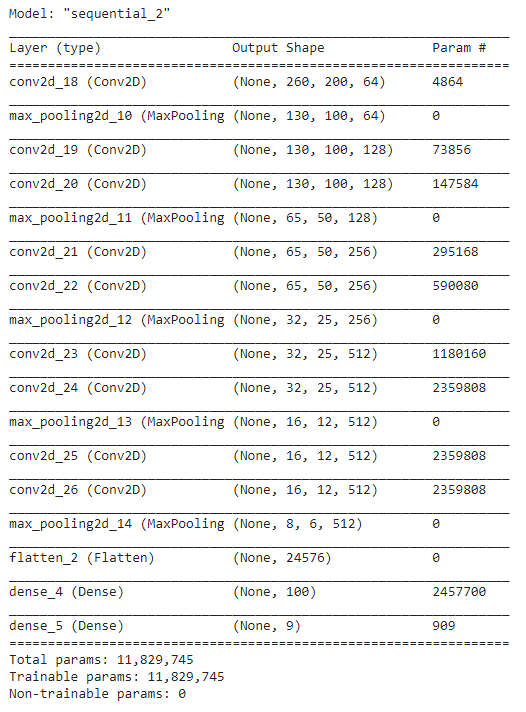 Model: "sequential_2"
Layer (type) Output Shape Param #
conv2d_18 (Conv2D) (None, 260, 200, 64) 4864
max_pooling2d_10 (MaxPooling (None, 130, 100, 64) 0
conv2d_19 (Conv2D) (None, 130, 100, 128) 73856
conv2d_20 (Conv2D) (None, 130, 100, 128) 147584
max_pooling2d_11 (MaxPooling (None, 65, 50, 128) 0
conv2d_21 (Conv2D) (None, 65, 50, 256) 295168
conv2d_22 (Conv2D) (None, 65, 50, 256) 590080
max_pooling2d_12 (MaxPooling (None, 32, 25, 256) 0
conv2d_23 (Conv2D) (None, 32, 25, 512) 1180160
conv2d_24 (Conv2D) (None, 32, 25, 512) 2359808
max_pooling2d_13 (MaxPooling (None, 16, 12, 512) 0
conv2d_25 (Conv2D) (None, 16, 12, 512) 2359808
conv2d_26 (Conv2D) (None, 16, 12, 512) 2359808
max_pooling2d_14 (MaxPooling (None, 8, 6, 512) 0
flatten_2 (Flatten) (None, 24576) 0
dense_4 (Dense) (None, 100) 2457700
dense_5 (Dense) (None, 9) 909
Total params: 11,829,745
Trainable params: 11,829,745
Non-trainable params: 0